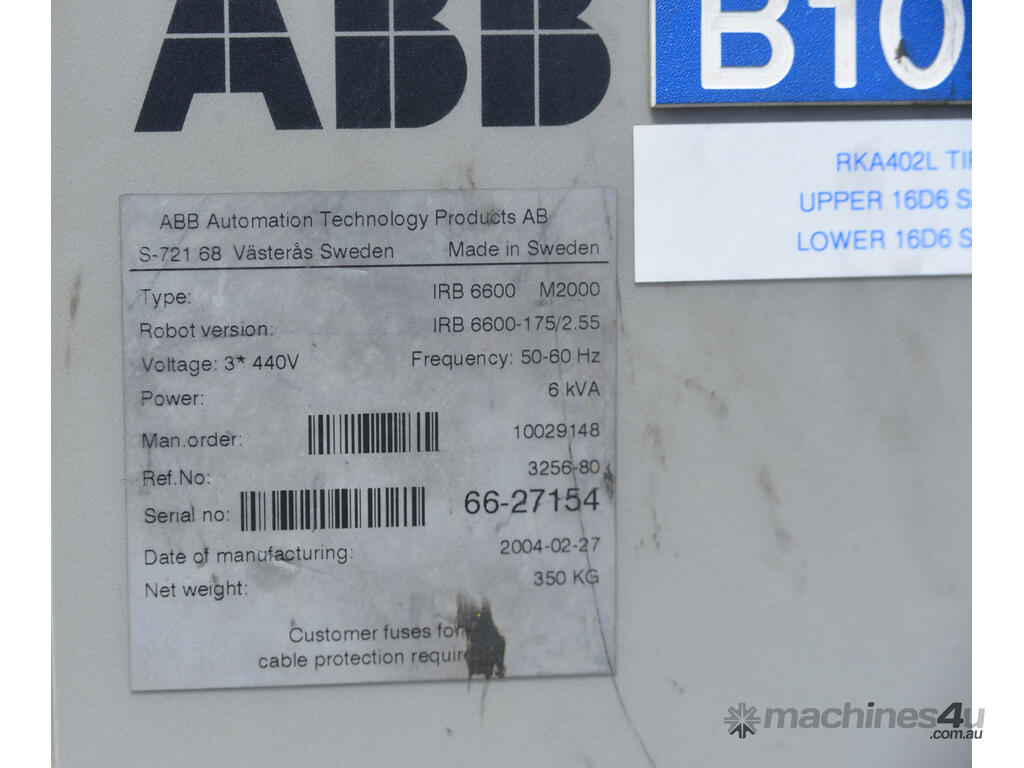 ABB
B10
RKA402L
UPPER 16D6
LOWER 16D6
ABB Automation Technology Products AB
S-721 68 Västerås Sweden Made in Sweden
Type: IRB 6600 M2000
Robot version: IRB 6600-175/2.55
Voltage: 3* 440V Frequency: 50-60 Hz
Power: 6 kVA
Man.order: 10029148
Ref.No: 3256-80
Serial no: 66-27154
Date of manufacturing: 2004-02-27
Net weight: 350 KG
Customer fuses for
cable protection
machines4u
.com.au